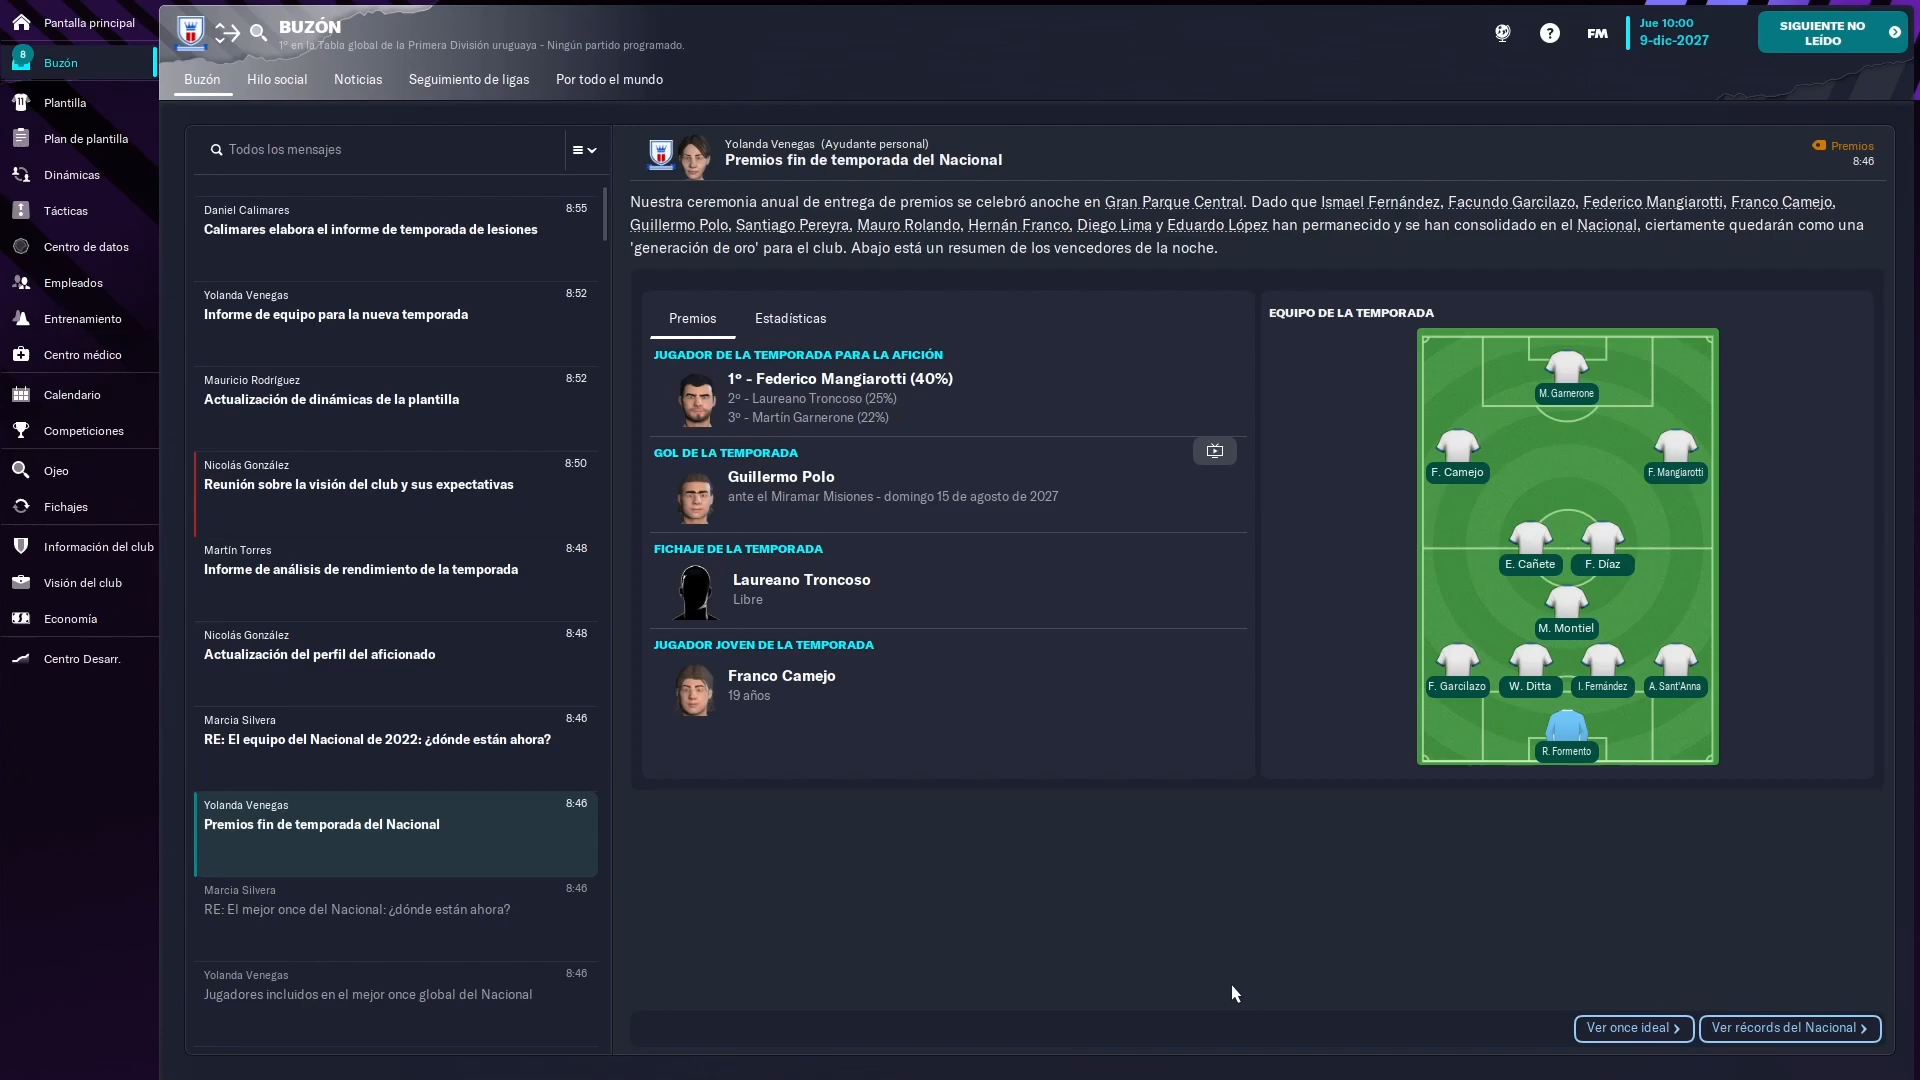 Pantalla principal
8
Buzón
11
Plantilla
Plan de plantilla
Dinámicas
Tácticas
Centro de datos
Empleados
Entrenamiento
Centro médico
Calendario
Competiciones
Ojeo
Fichajes
Información del club
Visión del club
Economía
Centro Desarr.
BUZÓN
1º en la Tabla global de la Primera División uruguaya - Ningún partido programado.
?
FM
Jue 10:00
9-dic-2027
SIGUIENTE NO LEÍDO
Buzón
Hilo social
Noticias
Seguimiento de ligas
Por todo el mundo
Todos los mensajes
Daniel Calimares 8:55
Calimares elabora el informe de temporada de lesiones
Yolanda Venegas 8:52
Informe de equipo para la nueva temporada
Mauricio Rodríguez 8:52
Actualización de dinámicas de la plantilla
Nicolás González 8:50
Reunión sobre la visión del club y sus expectativas
Martín Torres 8:48
Informe de análisis de rendimiento de la temporada
Nicolás González 8:48
Actualización del perfil del aficionado
Marcia Silvera 8:46
RE: El equipo del Nacional de 2022: ¿dónde están ahora?
Yolanda Venegas 8:46
Premios fin de temporada del Nacional
Marcia Silvera 8:46
RE: El mejor once del Nacional: ¿dónde están ahora?
Yolanda Venegas 8:46
Jugadores incluidos en el mejor once global del Nacional
Yolanda Venegas (Ayudante personal)
Premios fin de temporada del Nacional
Premios
8:46
Nuestra ceremonia anual de entrega de premios se celebró anoche en Gran Parque Central. Dado que Ismael Fernández, Facundo Garcilazo, Federico Mangiarotti, Franco Camejo,
Guillermo Polo, Santiago Pereyra, Mauro Rolando, Hernán Franco, Diego Lima y Eduardo López han permanecido y se han consolidado en el Nacional, ciertamente quedarán como una
'generación de oro' para el club. Abajo está un resumen de los vencedores de la noche.
Premios
Estadísticas
JUGADOR DE LA TEMPORADA PARA LA AFICIÓN
1º - Federico Mangiarotti (40%)
2º - Laureano Troncoso (25%)
3º - Martín Garnerone (22%)
GOL DE LA TEMPORADA
Guillermo Polo
ante el Miramar Misiones - domingo 15 de agosto de 2027
FICHAJE DE LA TEMPORADA
Laureano Troncoso
Libre
JUGADOR JOVEN DE LA TEMPORADA
Franco Camejo
19 años
EQUIPO DE LA TEMPORADA
M. Garnerone
F. Camejo
F. Mangiarotti
E. Cañete
F. Díaz
M. Montiel
F. Garcilazo
W. Ditta
I. Fernández
A. Sant'Anna
R. Formento
Ver once ideal
Ver récords del Nacional